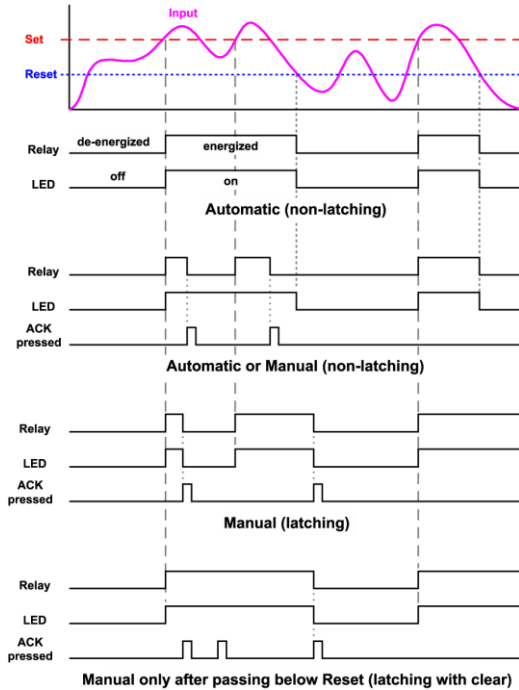 Input
Set
Reset
de-energized
energized
Relay
off
on
LED
Automatic (non-latching)
Relay
LED
ACK
pressed
Automatic or Manual (non-latching)
Relay
LED
ACK
pressed
Manual (latching)
Relay
LED
ACK
pressed
Manual only after passing below Reset (latching with clear)